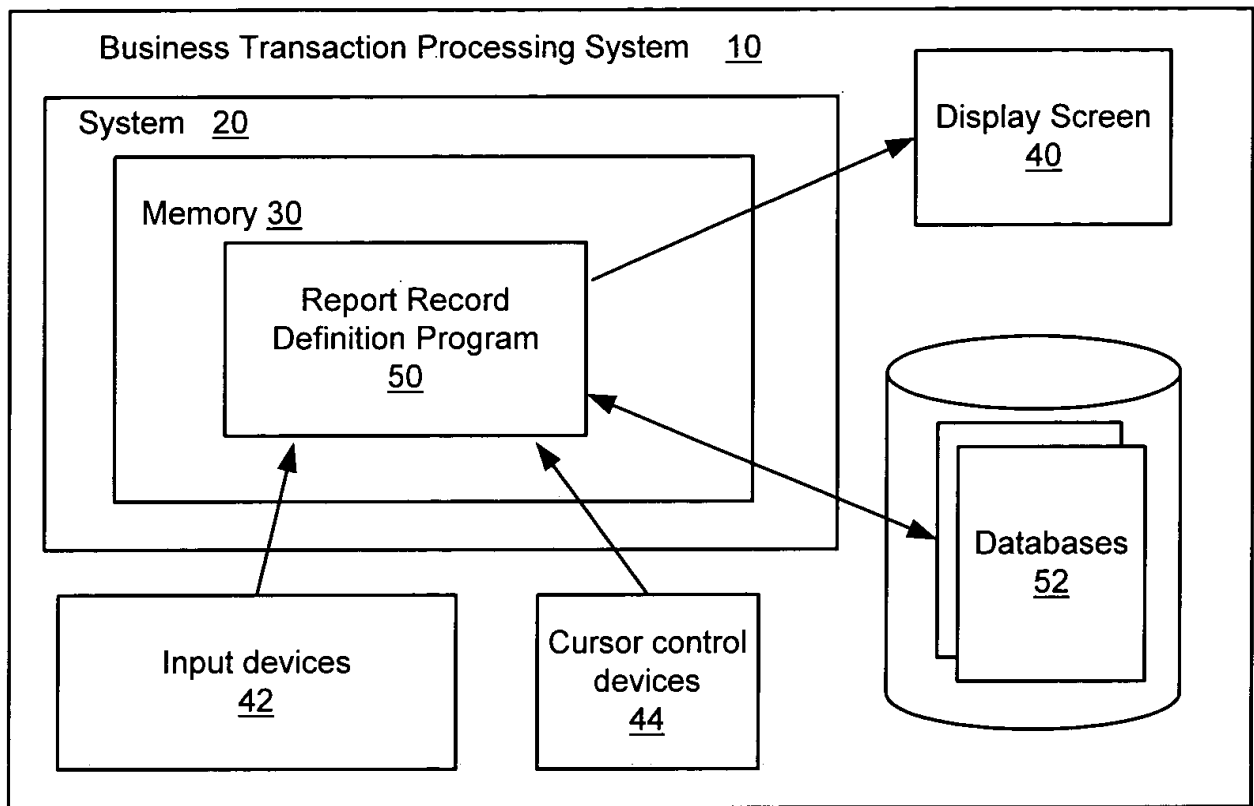 Business Transaction Processing System 10
System 20
Display Screen
40
Memory 30
Report Record
Definition Program
50
Databases
52
Input devices
42
Cursor control
devices
44